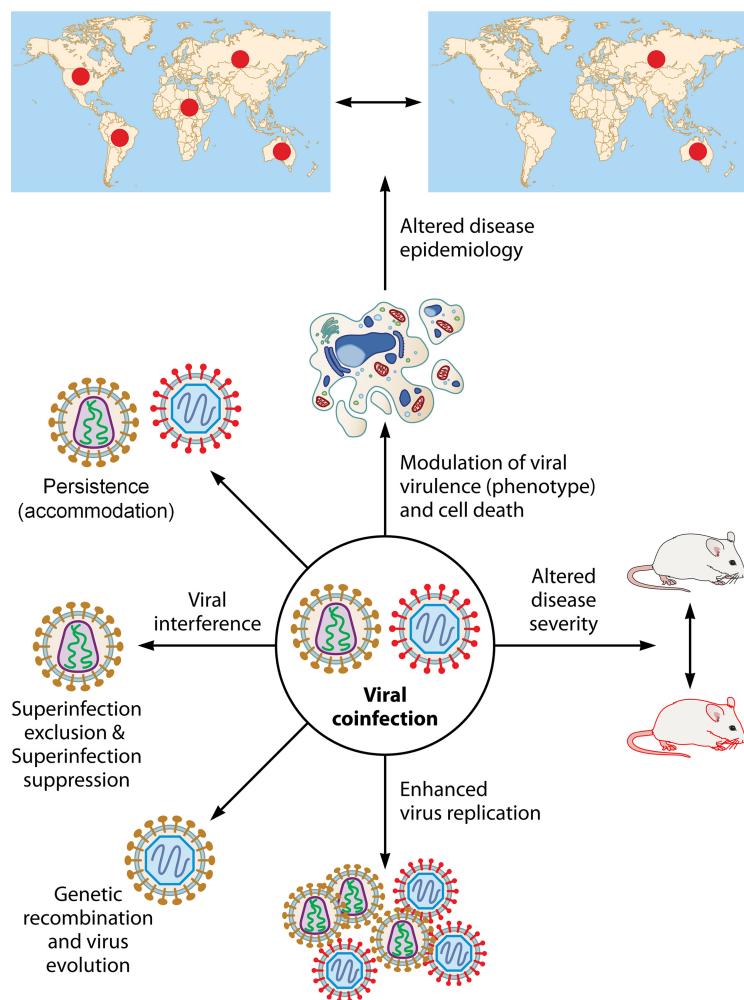 Altered disease
epidemiology
Modulation of viral
virulence (phenotype)
and cell death
Persistence
(accommodation)
Viral
interference
Altered
disease
severity
Viral
coinfection
Superinfection
exclusion &
Superinfection
suppression
Enhanced
virus replication
Genetic
recombination
and virus
evolution